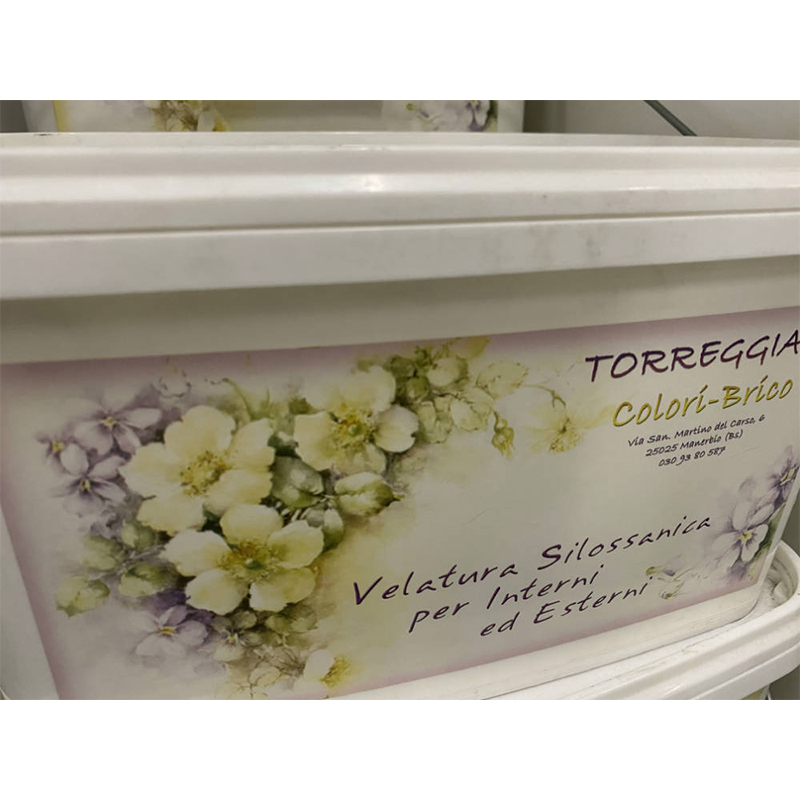 TORREGGIA
Colori-Brico
Via San. Martino del Carso, 6
25025 Manerbio (Bs)
030 93 80 587
Velatura Silossanica
per Interni
ed Esterni